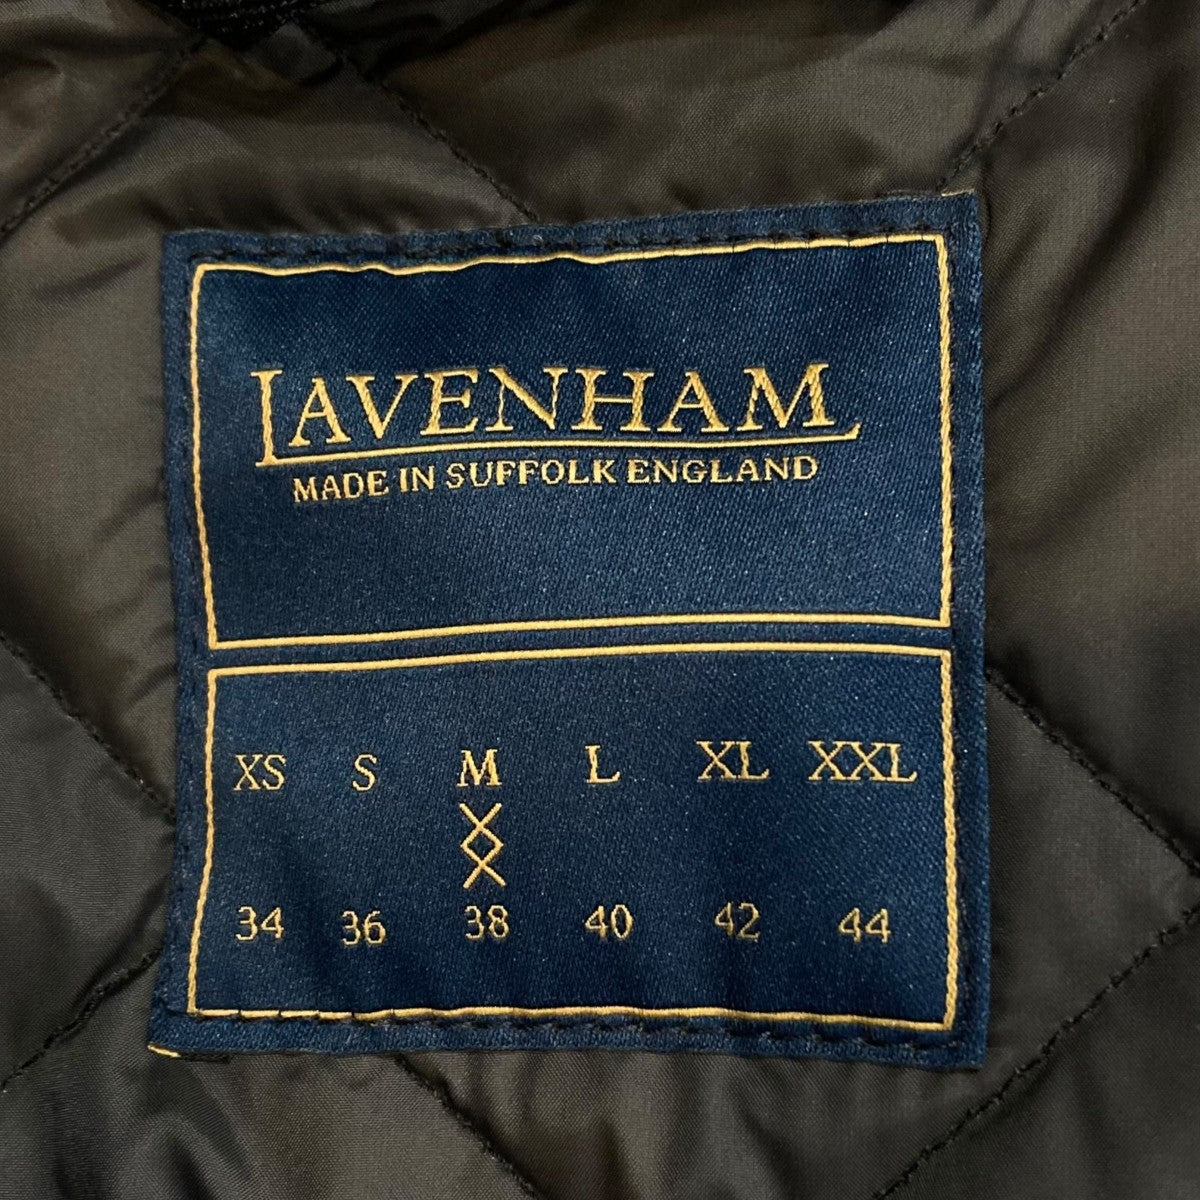 LAVENHAM
MADE IN SUFFOLK ENGLAND
XS S M L XL XXL
34 36 38 40 42 44